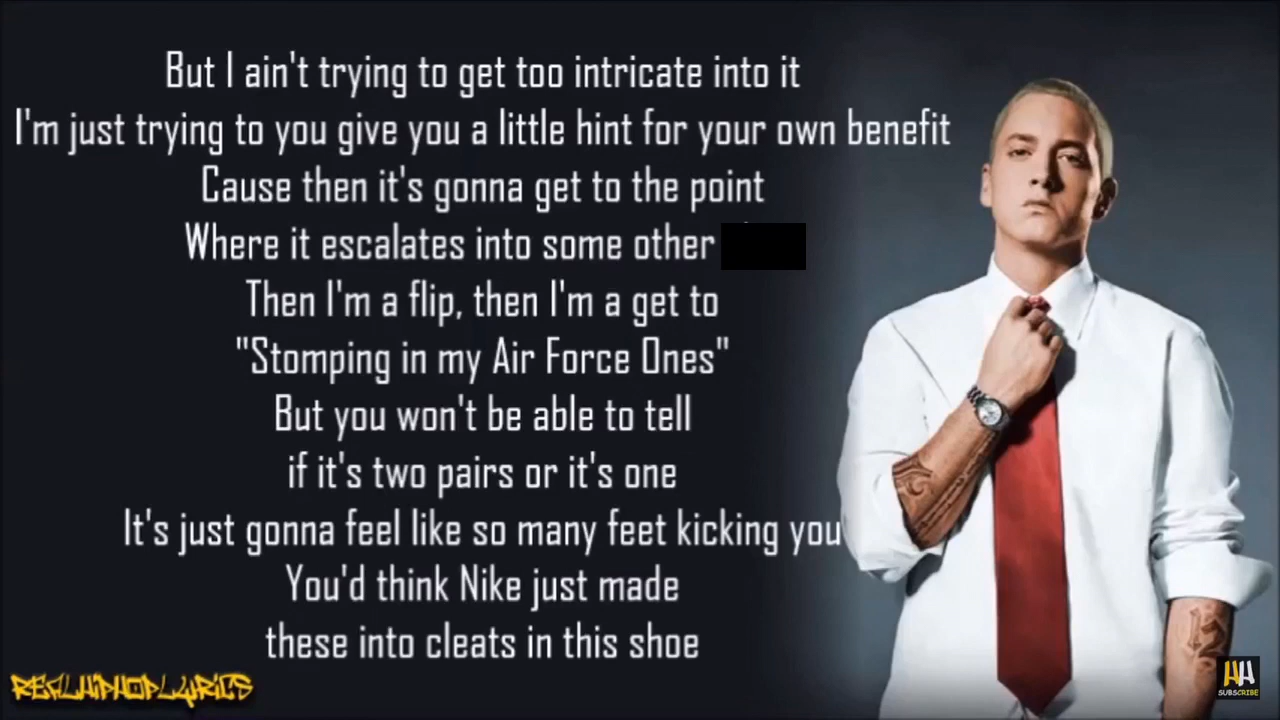 But I ain't trying to get too intricate into it
I'm just trying to you give you a little hint for your own benefit
Cause then it's gonna get to the point
Where it escalates into some other
Then I'm a flip, then I'm a get to
"Stomping in my Air Force Ones"
But you won't be able to tell
if it's two pairs or it's one
It's just gonna feel like so many feet kicking you
You'd think Nike just made
these into cleats in this shoe
REALHIPHOPLYRICS
HH
SUBSCRIBE